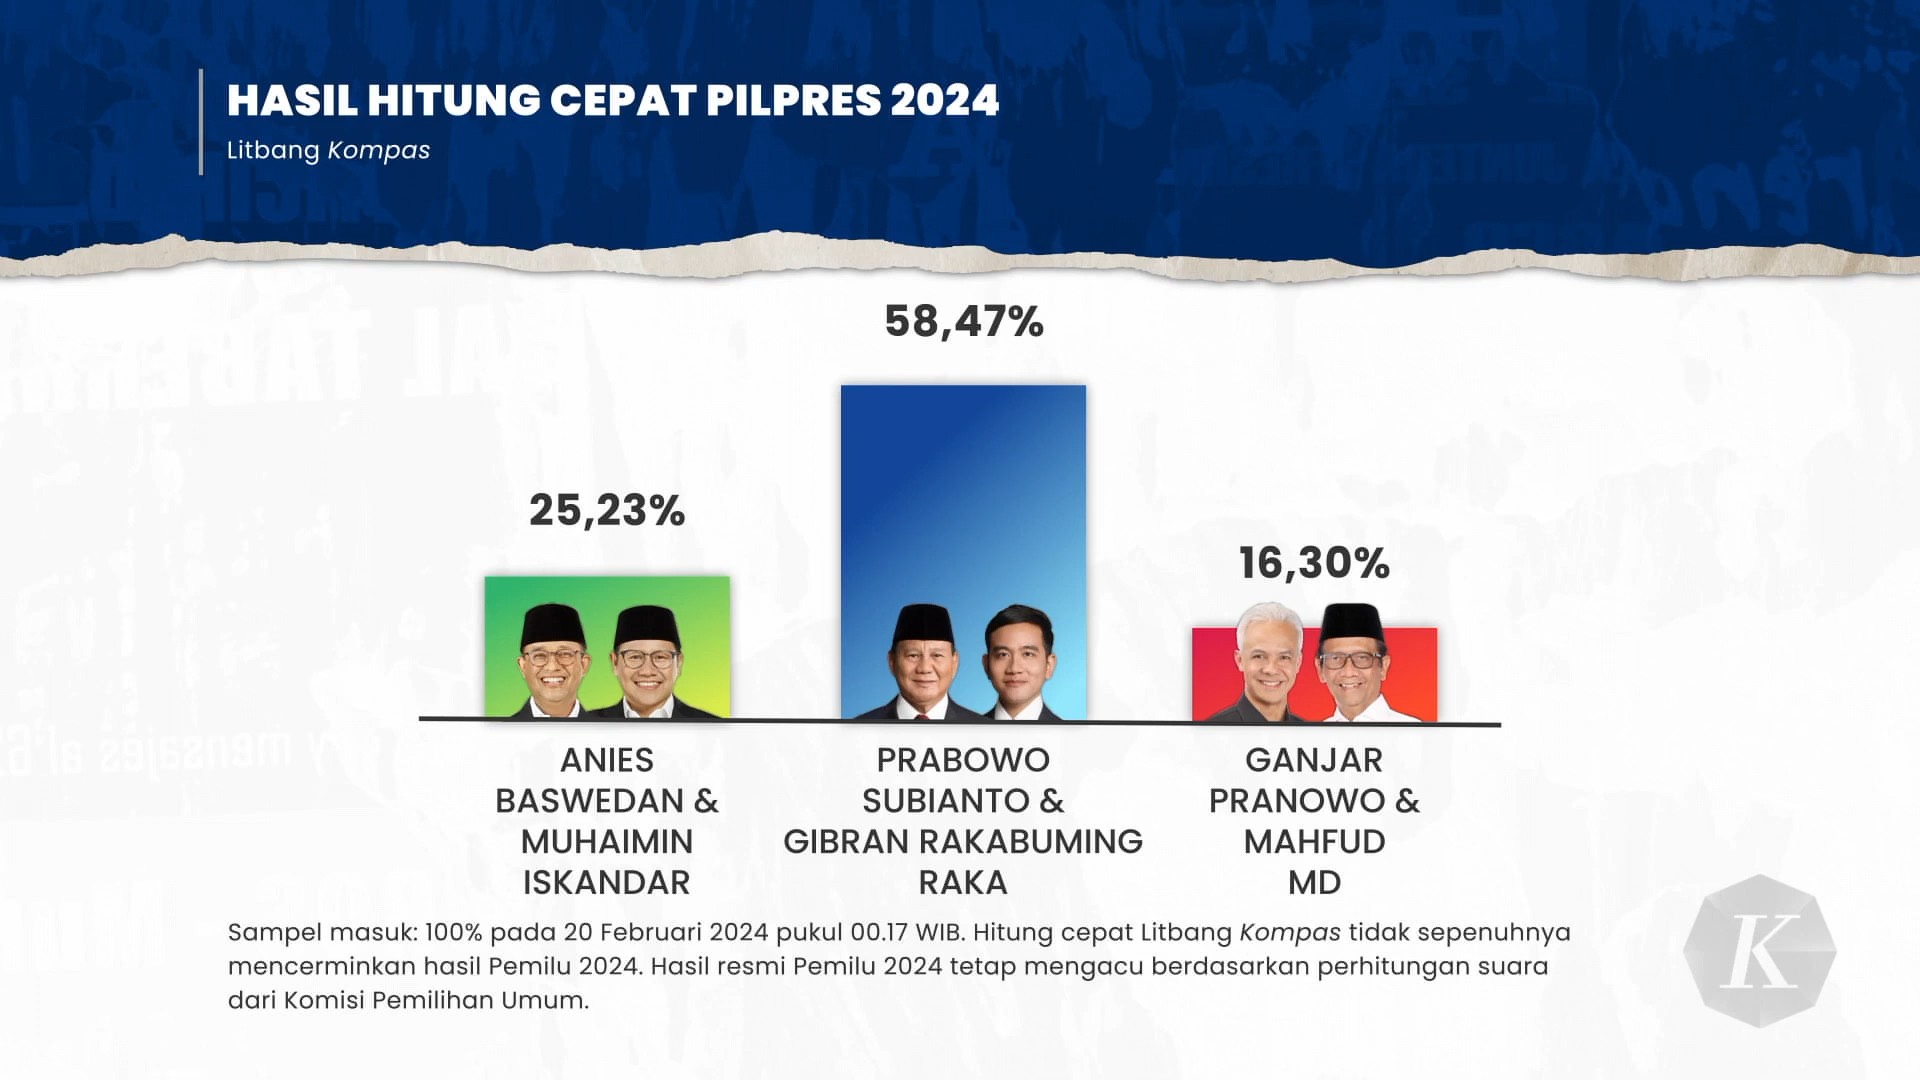 HASIL HITUNG CEPAT PILPRES 2024
Litbang Kompas
58,47%
25,23%
16,30%
ANIES
BASWEDAN &
MUHAIMIN
ISKANDAR
PRABOWO
SUBIANTO &
GIBRAN RAKABUMING
RAKA
GANJAR
PRANOWO &
MAHFUD
MD
Sampel masuk: 100% pada 20 Februari 2024 pukul 00.17 WIB. Hitung cepat Litbang Kompas tidak sepenuhnya
mencerminkan hasil Pemilu 2024. Hasil resmi Pemilu 2024 tetap mengacu berdasarkan perhitungan suara
dari Komisi Pemilihan Umum.
K